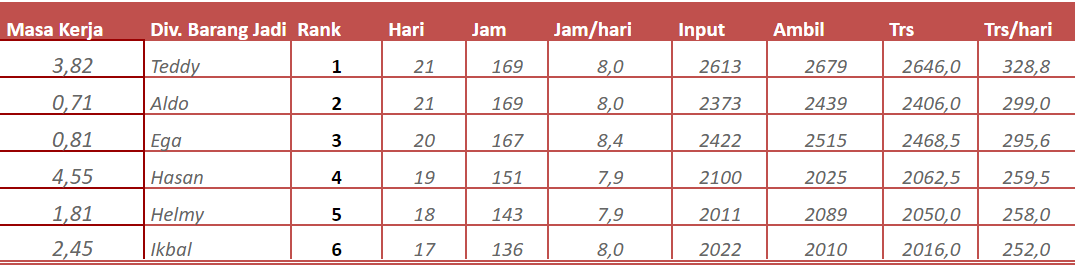 Masa Kerja Div. Barang Jadi Rank Hari Jam Jam/hari Input Ambil Trs Trs/hari
3,82 Teddy 1 21 169 8,0 2613 2679 2646,0 328,8
0,71 Aldo 2 21 169 8,0 2373 2439 2406,0 299,0
0,81 Ega 3 20 167 8,4 2422 2515 2468,5 295,6
4,55 Hasan 4 19 151 7,9 2100 2025 2062,5 259,5
1,81 Helmy 5 18 143 7,9 2011 2089 2050,0 258,0
2,45 Ikbal 6 17 136 8,0 2022 2010 2016,0 252,0